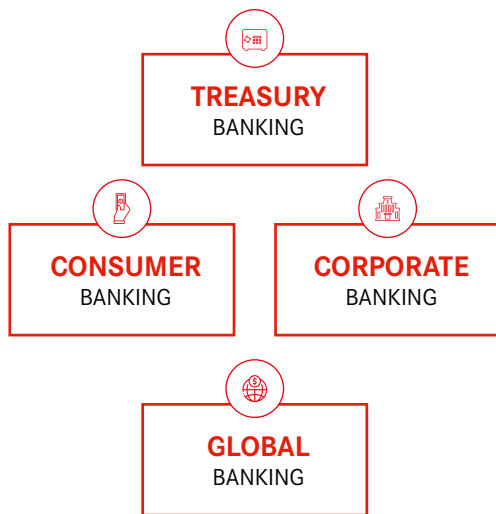 TREASURY
BANKING
CONSUMER
BANKING
CORPORATE
BANKING
$
GLOBAL
BANKING